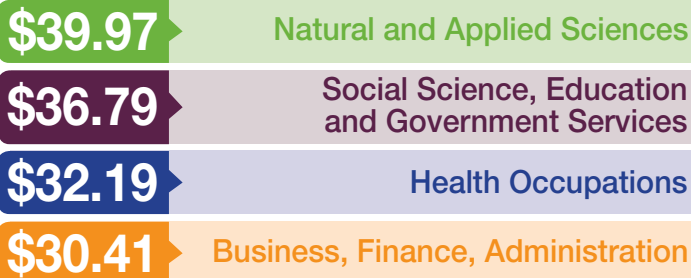 $39.97 Natural and Applied Sciences
$36.79 Social Science, Education
and Government Services
$32.19 Health Occupations
$30.41 Business, Finance, Administration